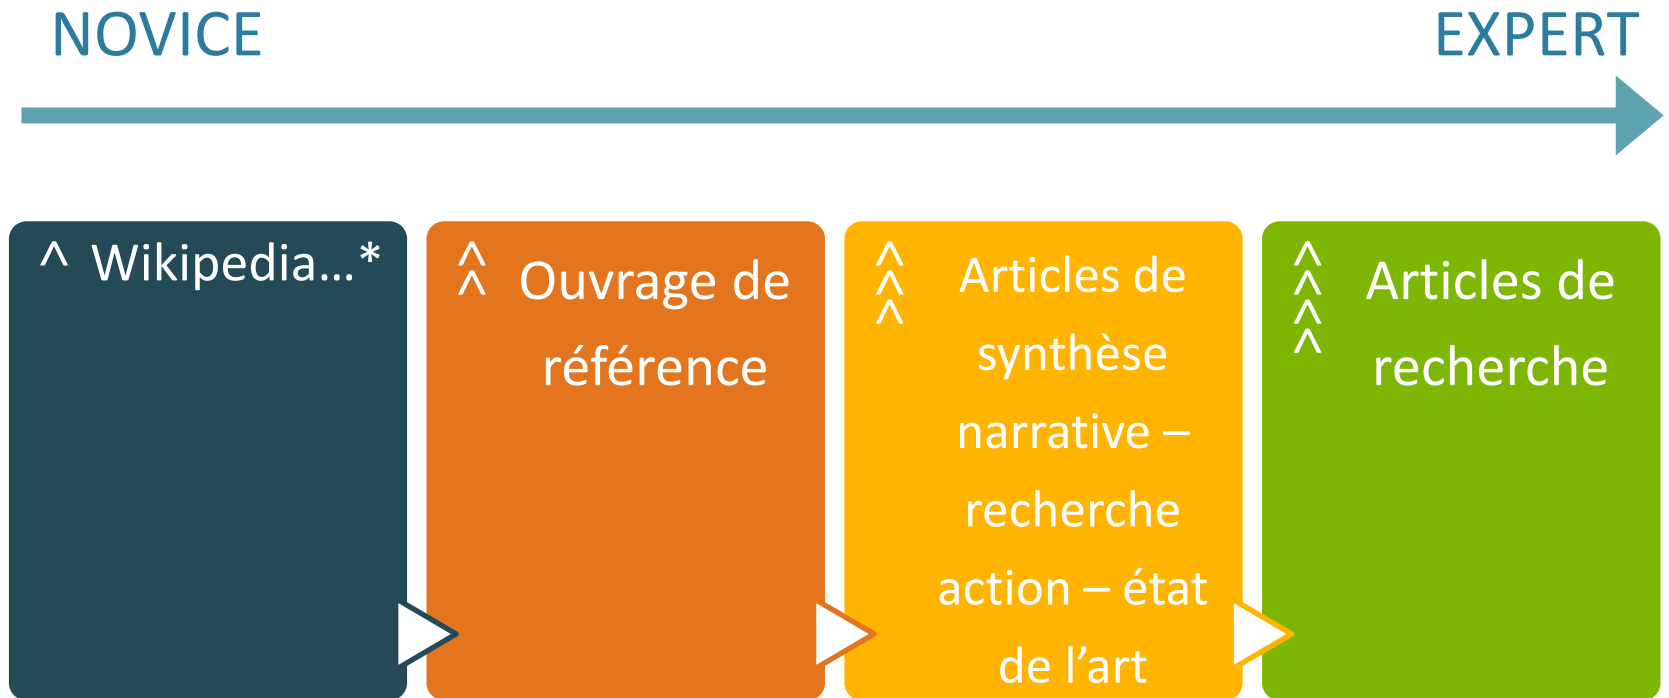 NOVICE
EXPERT
^ Wikipedia...*
^
^
Ouvrage de
référence
^
^
^
Articles de
synthèse
narrative –
recherche
action – état
de l’art
^
^
^
^
Articles de
recherche